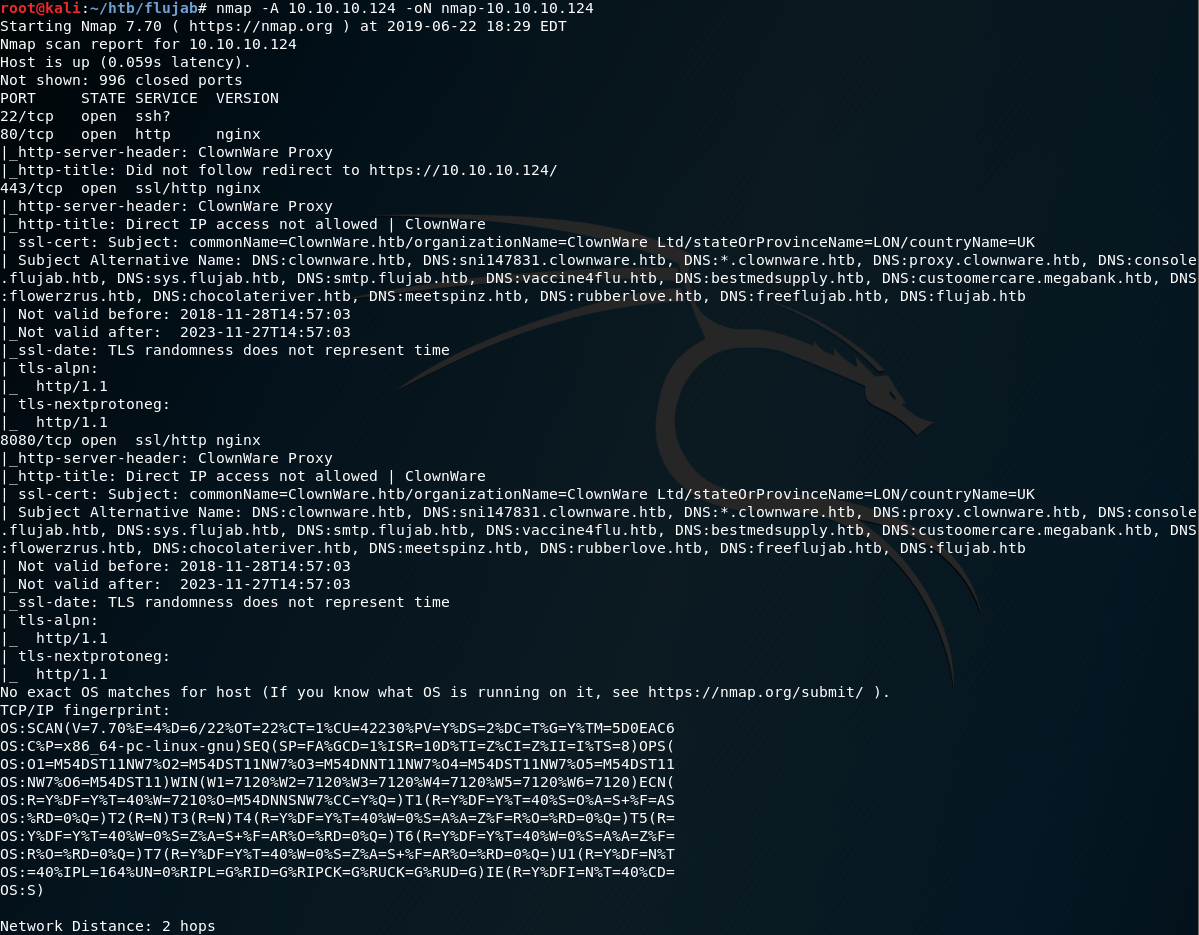 root@kali:~/htb/flujab# nmap -A 10.10.10.124 -oN nmap-10.10.10.124
Starting Nmap 7.70 ( https://nmap.org ) at 2019-06-22 18:29 EDT
Nmap scan report for 10.10.10.124
Host is up (0.059s latency).
Not shown: 996 closed ports
PORT     STATE SERVICE  VERSION
22/tcp   open  ssh?
80/tcp   open  http     nginx
|_http-server-header: ClownWare Proxy
|_http-title: Did not follow redirect to https://10.10.10.124/
443/tcp  open  ssl/http nginx
|_http-server-header: ClownWare Proxy
|_http-title: Direct IP access not allowed | ClownWare
| ssl-cert: Subject: commonName=ClownWare.htb/organizationName=ClownWare Ltd/stateOrProvinceName=LON/countryName=UK
| Subject Alternative Name: DNS:clownware.htb, DNS:sni147831.clownware.htb, DNS:*.clownware.htb, DNS:proxy.clownware.htb, DNS:console
.flujab.htb, DNS:sys.flujab.htb, DNS:smtp.flujab.htb, DNS:vaccine4flu.htb, DNS:bestmedsupply.htb, DNS:custoomercare.megabank.htb, DNS
:flowerzrus.htb, DNS:chocolateriver.htb, DNS:meetspinz.htb, DNS:rubberlove.htb, DNS:freeflujab.htb, DNS:flujab.htb
| Not valid before: 2018-11-28T14:57:03
|_Not valid after:  2023-11-27T14:57:03
|_ssl-date: TLS randomness does not represent time
| tls-alpn:
|_  http/1.1
| tls-nextprotoneg:
|_  http/1.1
8080/tcp open  ssl/http nginx
|_http-server-header: ClownWare Proxy
|_http-title: Direct IP access not allowed | ClownWare
| ssl-cert: Subject: commonName=ClownWare.htb/organizationName=ClownWare Ltd/stateOrProvinceName=LON/countryName=UK
| Subject Alternative Name: DNS:clownware.htb, DNS:sni147831.clownware.htb, DNS:*.clownware.htb, DNS:proxy.clownware.htb, DNS:console
.flujab.htb, DNS:sys.flujab.htb, DNS:smtp.flujab.htb, DNS:vaccine4flu.htb, DNS:bestmedsupply.htb, DNS:custoomercare.megabank.htb, DNS
:flowerzrus.htb, DNS:chocolateriver.htb, DNS:meetspinz.htb, DNS:rubberlove.htb, DNS:freeflujab.htb, DNS:flujab.htb
| Not valid before: 2018-11-28T14:57:03
|_Not valid after:  2023-11-27T14:57:03
|_ssl-date: TLS randomness does not represent time
| tls-alpn:
|_  http/1.1
| tls-nextprotoneg:
|_  http/1.1
No exact OS matches for host (If you know what OS is running on it, see https://nmap.org/submit/ ).
TCP/IP fingerprint:
OS:SCAN(V=7.70%E=4%D=6/22%OT=22%CT=1%CU=42230%PV=Y%DS=2%DC=T%G=Y%TM=5D0EAC6
OS:C%P=x86_64-pc-linux-gnu)SEQ(SP=FA%GCD=1%ISR=10D%TI=Z%CI=Z%II=I%TS=8)OPS(
OS:O1=M54DST11NW7%O2=M54DST11NW7%O3=M54DNNT11NW7%O4=M54DST11NW7%O5=M54DST11
OS:NW7%O6=M54DST11)WIN(W1=7120%W2=7120%W3=7120%W4=7120%W5=7120%W6=7120)ECN(
OS:R=Y%DF=Y%T=40%W=7210%O=M54DNNSNW7%CC=Y%Q=)T1(R=Y%DF=Y%T=40%S=O%A=S+%F=AS
OS:%RD=0%Q=)T2(R=N)T3(R=N)T4(R=Y%DF=Y%T=40%W=0%S=A%A=Z%F=R%O=%RD=0%Q=)T5(R=
OS:Y%DF=Y%T=40%W=0%S=Z%A=S+%F=AR%O=%RD=0%Q=)T6(R=Y%DF=Y%T=40%W=0%S=A%A=Z%F=
OS:R%O=%RD=0%Q=)T7(R=Y%DF=Y%T=40%W=0%S=Z%A=S+%F=AR%O=%RD=0%Q=)U1(R=Y%DF=N%T
OS:=40%IPL=164%UN=0%RIPL=G%RID=G%RIPCK=G%RUCK=G%RUD=G)IE(R=Y%DFI=N%T=40%CD=
OS:S)
Network Distance: 2 hops